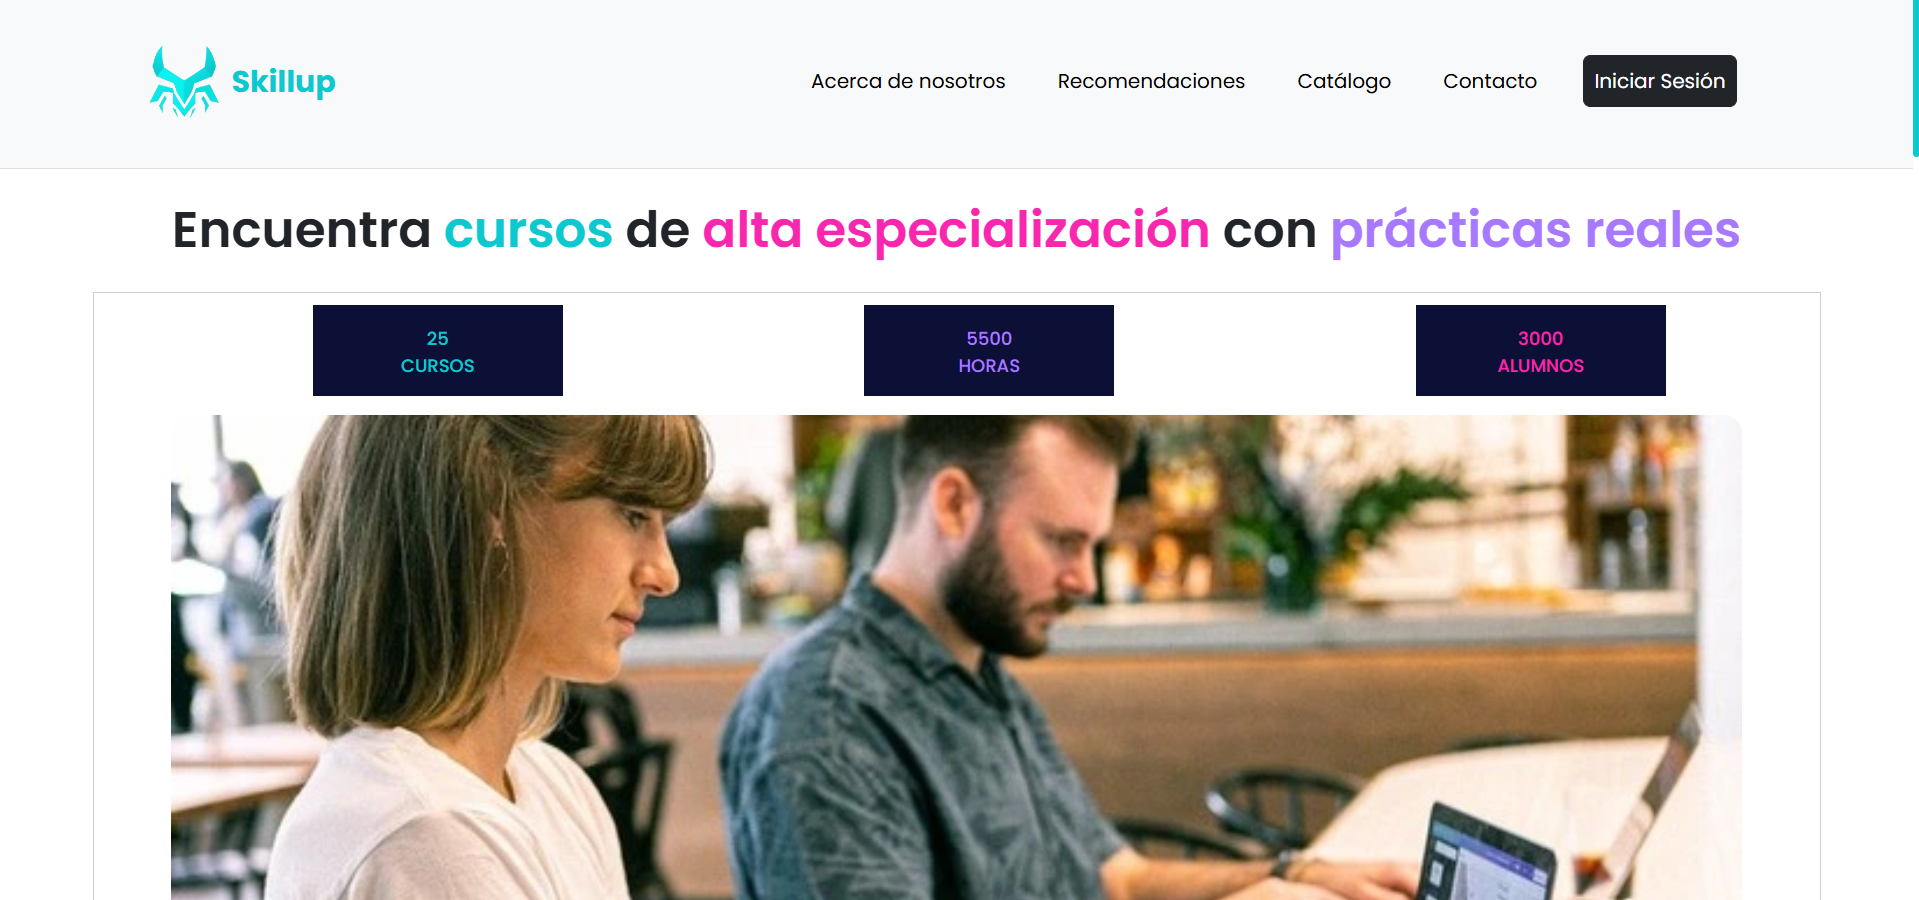 Skillup
Acerca de nosotros
Recomendaciones
Catálogo
Contacto
Iniciar Sesión
Encuentra cursos de alta especialización con prácticas reales
25
CURSOS
5500
HORAS
3000
ALUMNOS